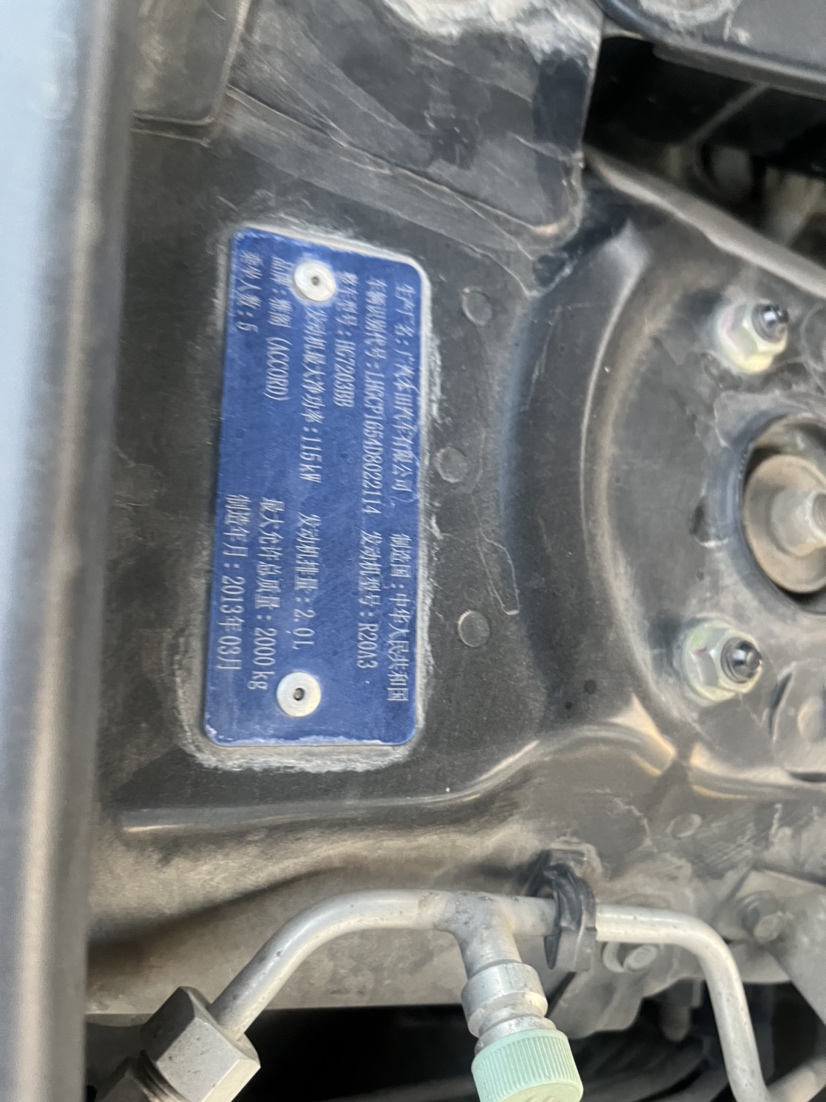 生产厂名：广汽本田汽车有限公司 制造国：中华人民共和国
车辆识别代号：LHGCP1654D8022114 发动机型号：R20A3
整车型号：HG7203BB
发动机最大净功率：115kW 发动机排量：2.0L
品牌：雅阁 (ACCORD) 最大允许总质量：2000kg
乘坐人数：5 制造年月：2013年03月